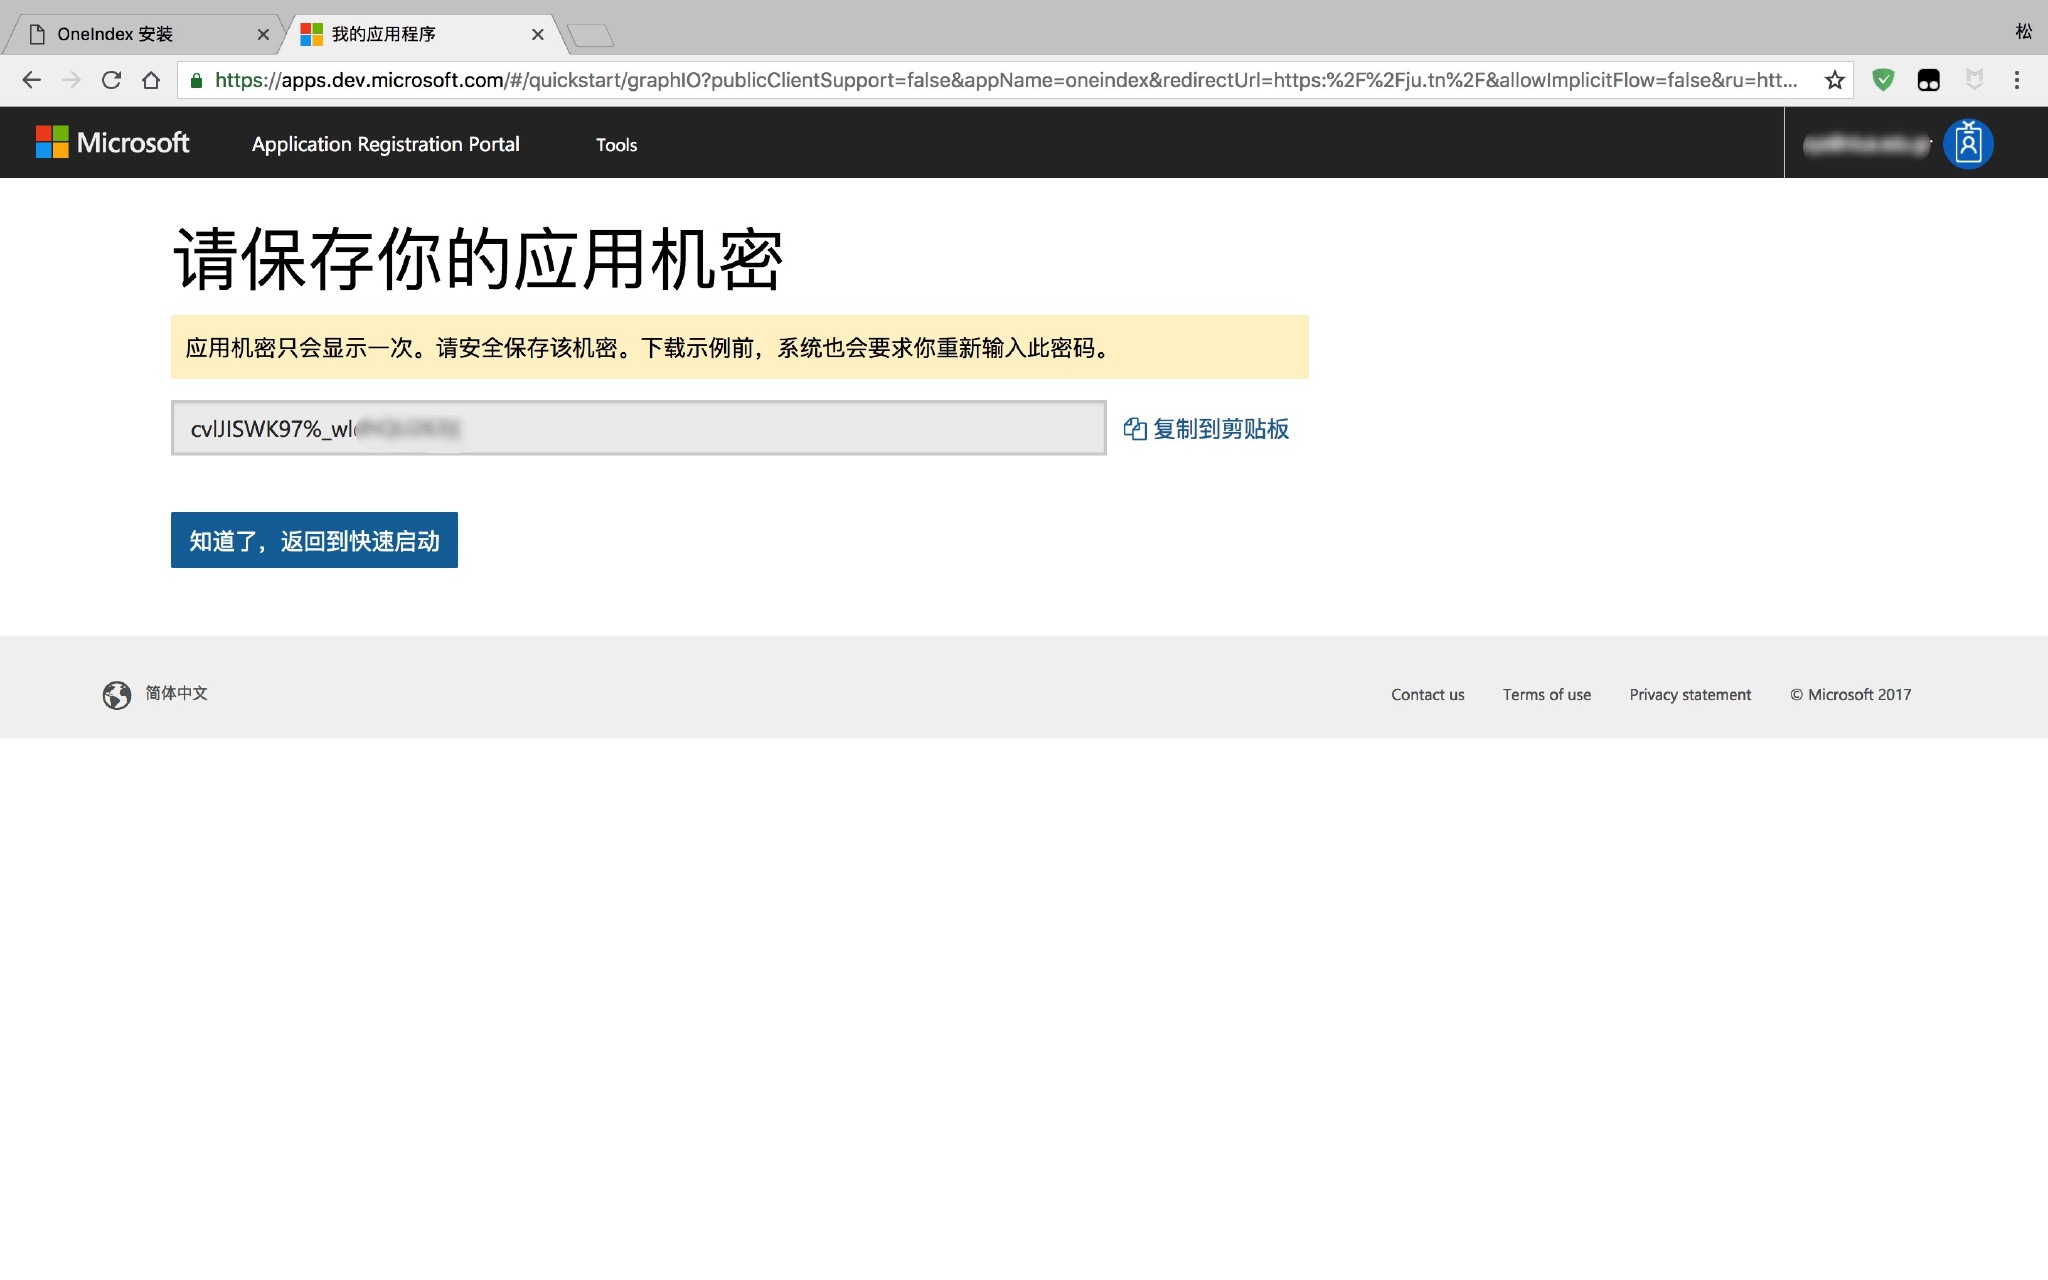 OneIndex 安装
我的应用程序
松
https://apps.dev.microsoft.com/#/quickstart/graphIO?publicClientSupport=false&appName=oneindex&redirectUrl=https:%2F%2Fju.tn%2F&allowImplicitFlow=false&ru=htt...
Microsoft Application Registration Portal Tools
请保存你的应用机密
应用机密只会显示一次。请安全保存该机密。下载示例前，系统也会要求你重新输入此密码。
cvlJISWK97%_wl
复制到剪贴板
知道了，返回到快速启动
简体中文 Contact us Terms of use Privacy statement © Microsoft 2017